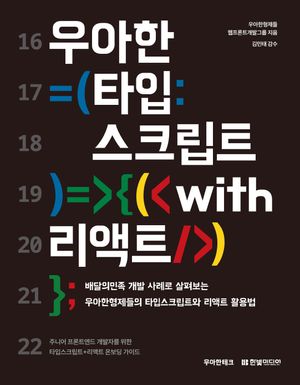 우아한형제들
웹프론트개발그룹 지음
김민태 감수
16 우아한
17 =(타입:
18 스크립트
19 )=>{(<with
20 리액트/>)
21 };
배달의민족 개발 사례로 살펴보는
우아한형제들의 타입스크립트와 리액트 활용법
22 주니어 프론트엔드 개발자를 위한
타입스크립트+리액트 온보딩 가이드
우아한테크
한빛미디어